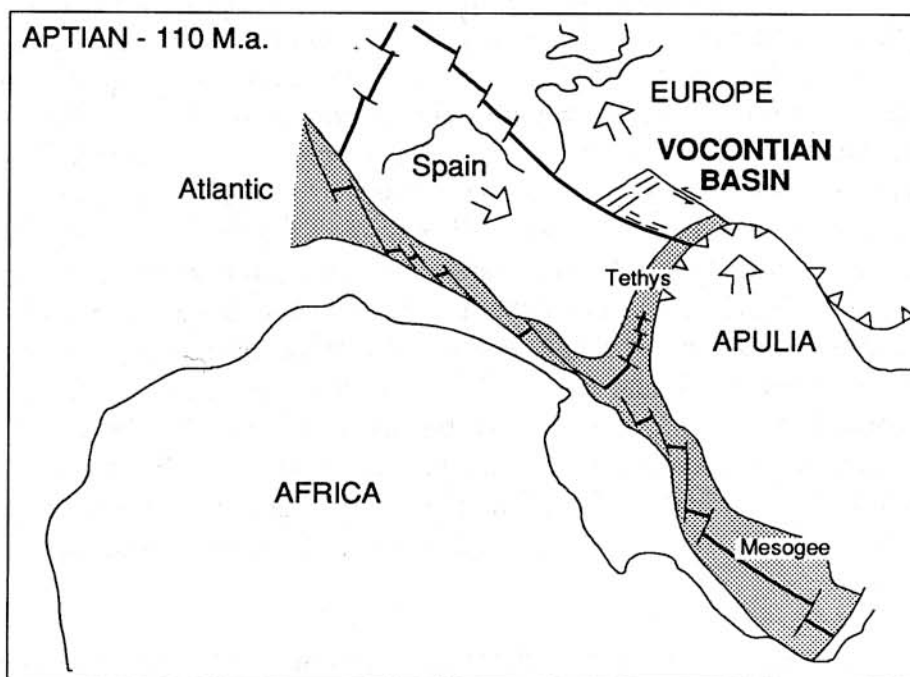 APTIAN - 110 M.a.
EUROPE
VOCONTIAN
BASIN
Spain
Atlantic
Tethys
APULIA
AFRICA
Mesogee